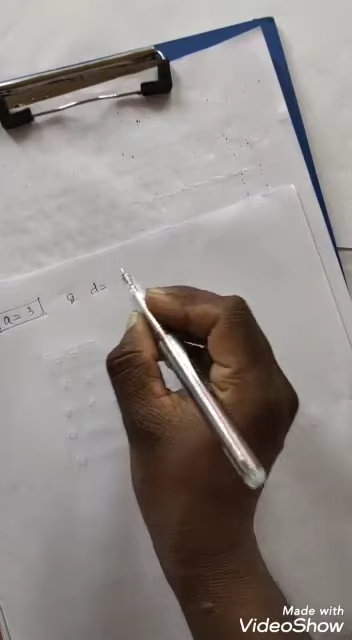 a = 3 & d =
Made with
VideoShow